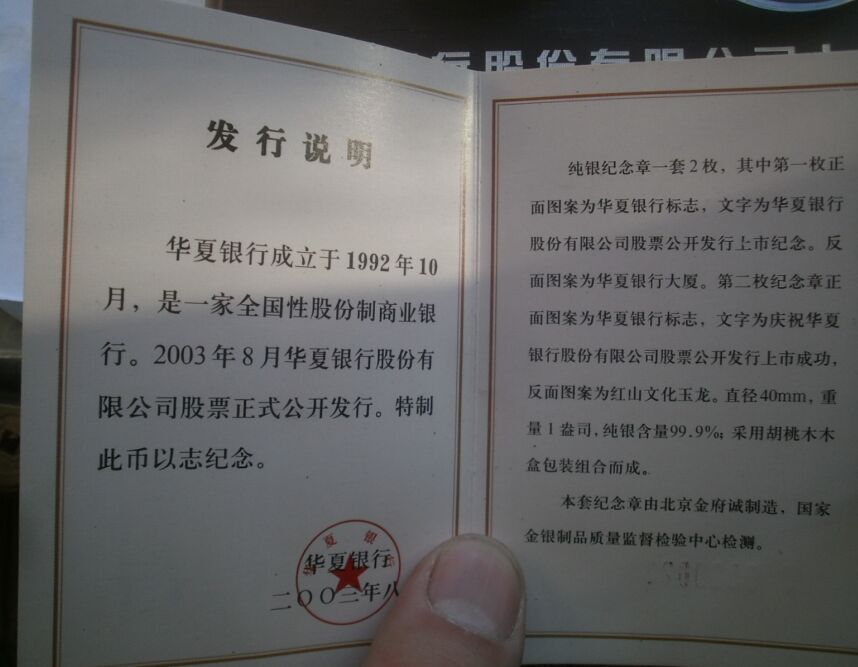 行股份有限公司
发行说明
华夏银行成立于1992年10
月，是一家全国性股份制商业银
行。2003年8月华夏银行股份有
限公司股票正式公开发行。特制
此币以志纪念。
华夏银行
二〇〇三年八
纯银纪念章一套2枚，其中第一枚正
面图案为华夏银行标志，文字为华夏银行
股份有限公司股票公开发行上市纪念。反
面图案为华夏银行大厦。第二枚纪念章正
面图案为华夏银行标志，文字为庆祝华夏
银行股份有限公司股票公开发行上市成功，
反面图案为红山文化玉龙。直径40mm，重
量1盎司，纯银含量99.9%；采用胡桃木木
盒包装组合而成。
本套纪念章由北京金府诚制造，国家
金银制品质量监督检验中心检测。